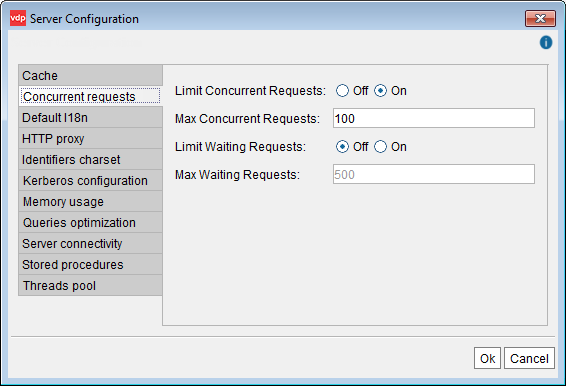 vdp Server Configuration
i
Cache
Concurrent requests
Default I18n
HTTP proxy
Identifiers charset
Kerberos configuration
Memory usage
Queries optimization
Server connectivity
Stored procedures
Threads pool
Limit Concurrent Requests: Off On
Max Concurrent Requests: 100
Limit Waiting Requests: Off On
Max Waiting Requests: 500
Ok Cancel